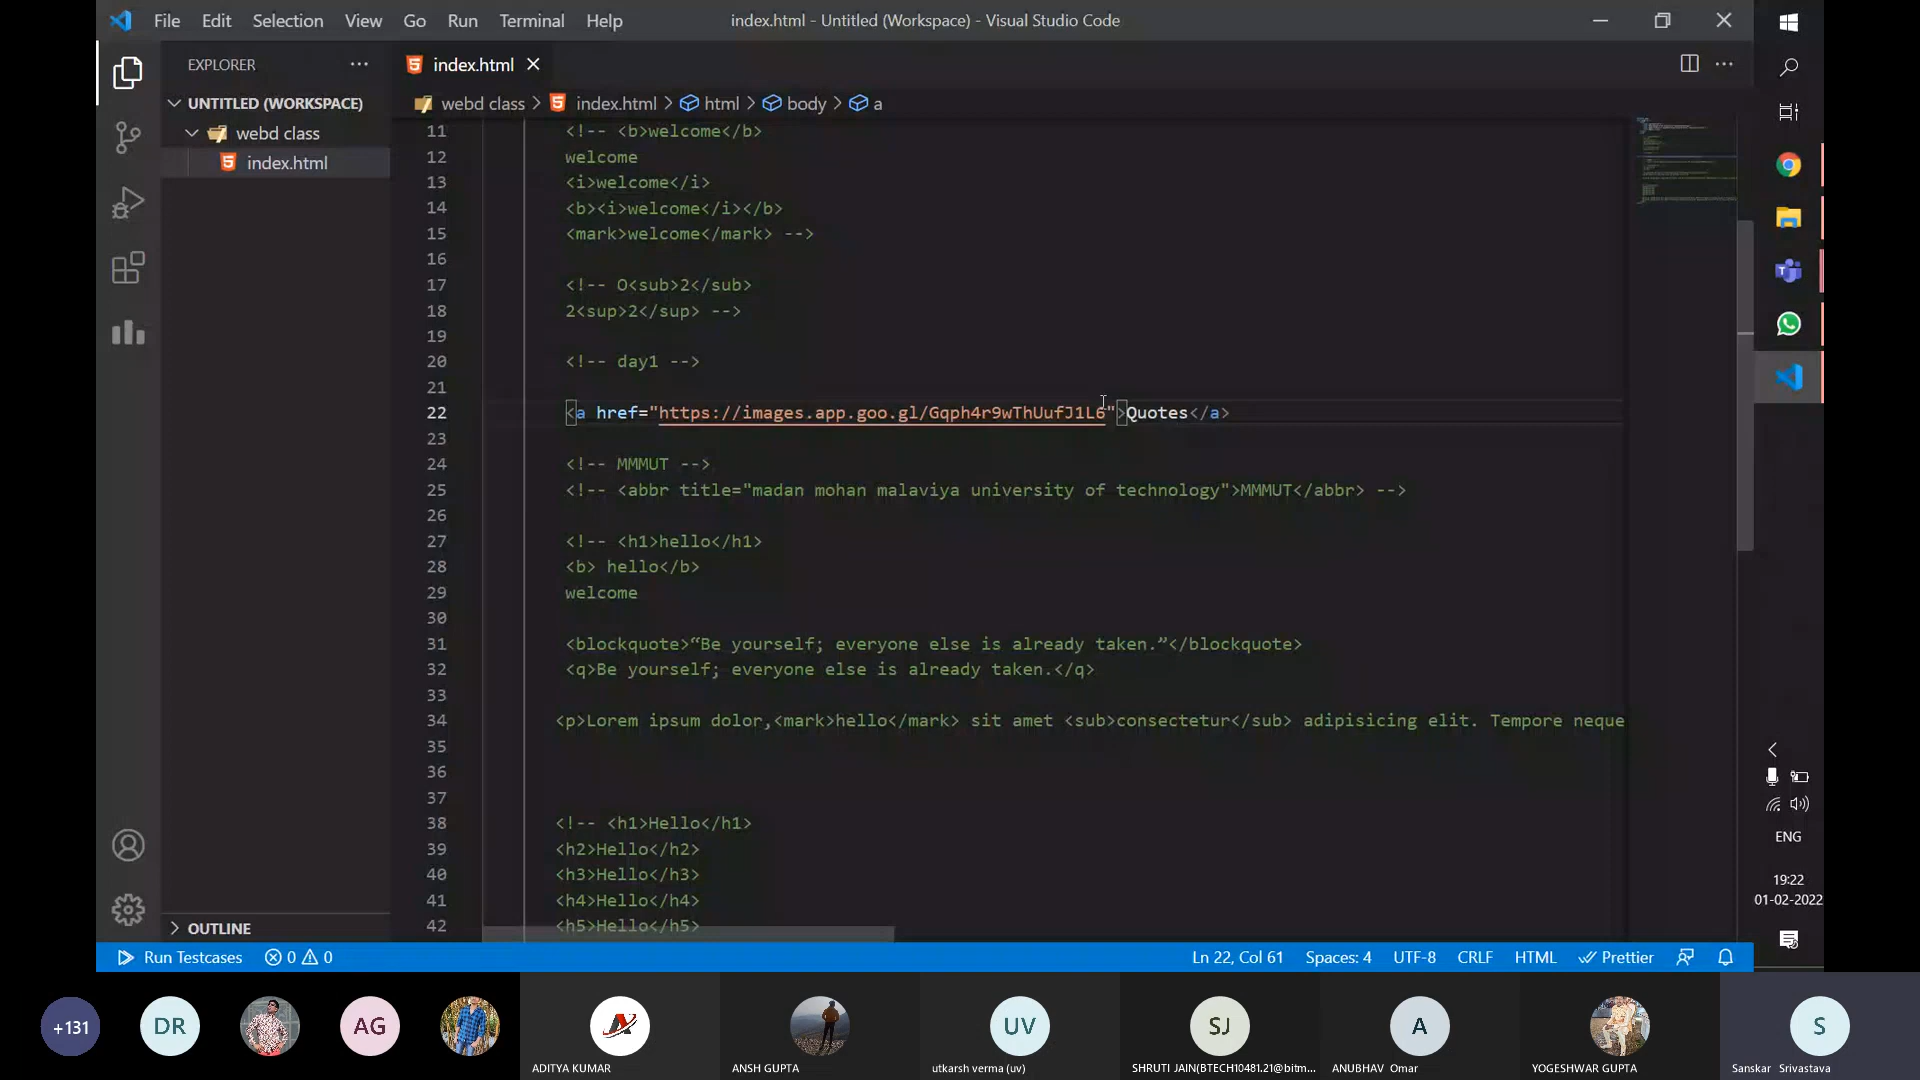 File Edit Selection View Go Run Terminal Help
index.html - Untitled (Workspace) - Visual Studio Code
EXPLORER
UNTITLED (WORKSPACE)
webd class
index.html
OUTLINE
index.html
webd class > index.html > html > body > a
11 <!-- <b>welcome</b>
12 welcome
13 <i>welcome</i>
14 <b><i>welcome</i></b>
15 <mark>welcome</mark> -->
16
17 <!-- O<sub>2</sub>
18 2<sup>2</sup> -->
19
20 <!-- day1 -->
21
22 <a href="https://images.app.goo.gl/Gqph4r9wThUufJ1L6">Quotes</a>
23
24 <!-- MMMUT -->
25 <!-- <abbr title="madan mohan malaviya university of technology">MMMUT</abbr> -->
26
27 <!-- <h1>hello</h1>
28 <b> hello</b>
29 welcome
30
31 <blockquote>“Be yourself; everyone else is already taken.”</blockquote>
32 <q>Be yourself; everyone else is already taken.</q>
33
34 <p>Lorem ipsum dolor,<mark>hello</mark> sit amet <sub>consectetur</sub> adipisicing elit. Tempore neque
35
36
37
38 <!-- <h1>Hello</h1>
39 <h2>Hello</h2>
40 <h3>Hello</h3>
41 <h4>Hello</h4>
42 <h5>Hello</h5>
Run Testcases 0 0
Ln 22, Col 61 Spaces: 4 UTF-8 CRLF HTML Prettier
ENG
19:22
01-02-2022
+131 DR AG UV SJ A S
ADITYA KUMAR
ANSH GUPTA
utkarsh verma (uv)
SHRUTI JAIN(BTECH10481.21@bitm...
ANUBHAV Omar
YOGESHWAR GUPTA
Sanskar Srivastava